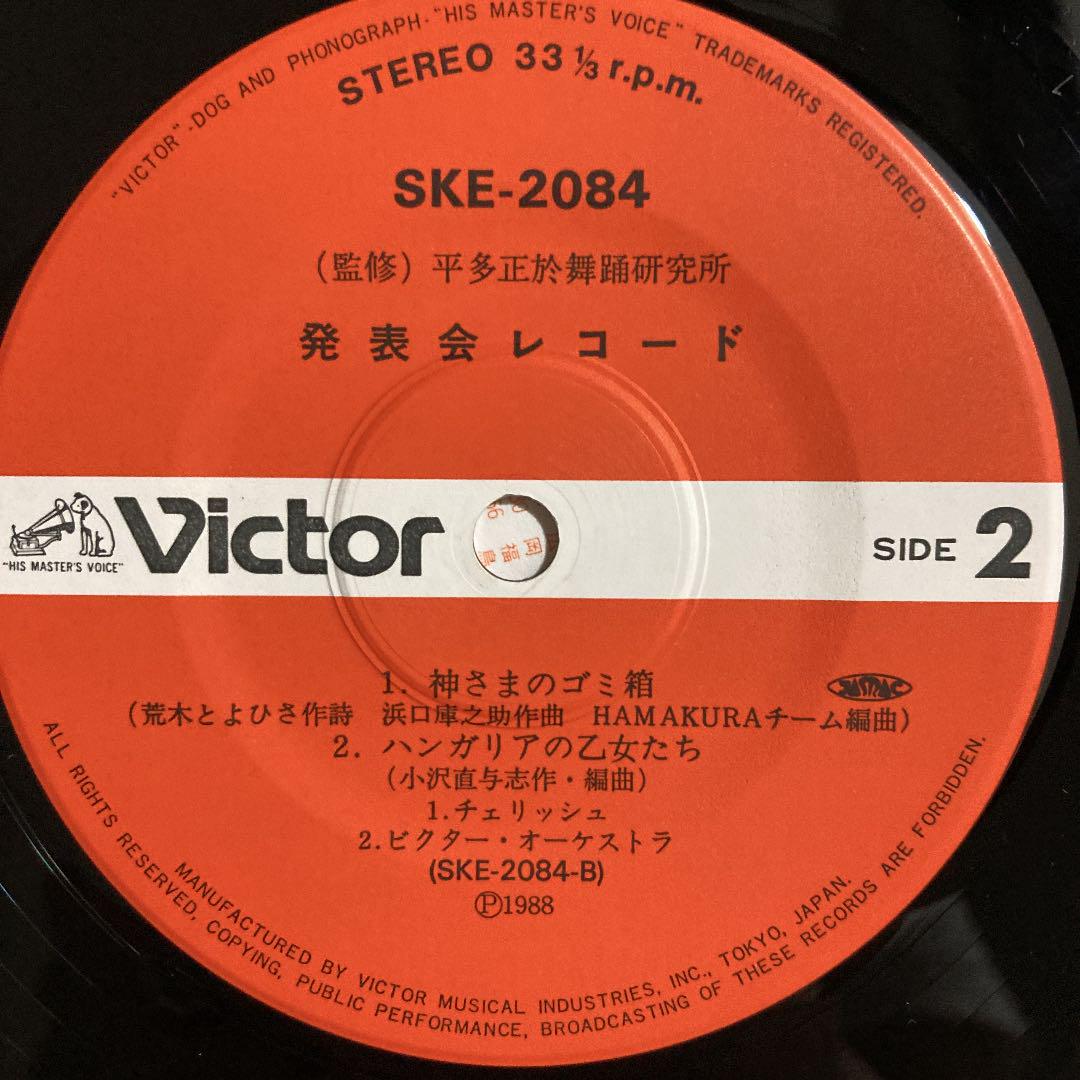 "VICTOR"-DOG AND PHONOGRAPH-"HIS MASTER'S VOICE" TRADEMARKS REGISTERED.
STEREO 33 ⅓ r.p.m.
SKE-2084
（監修）平多正於舞踊研究所
発表会レコード
Victor
"HIS MASTER'S VOICE"
SIDE 2
1. 神さまのゴミ箱
（荒木とよひさ作詩 浜口庫之助作曲 HAMAKURAチーム編曲）
2. ハンガリアの乙女たち
（小沢直与志作・編曲）
1.チェリッシュ
2.ビクター・オーケストラ
(SKE-2084-B)
Ⓟ1988
MANUFACTURED BY VICTOR MUSICAL INDUSTRIES, INC., TOKYO, JAPAN.
ALL RIGHTS RESERVED, COPYING, PUBLIC PERFORMANCE, BROADCASTING OF THESE RECORDS ARE FORBIDDEN.